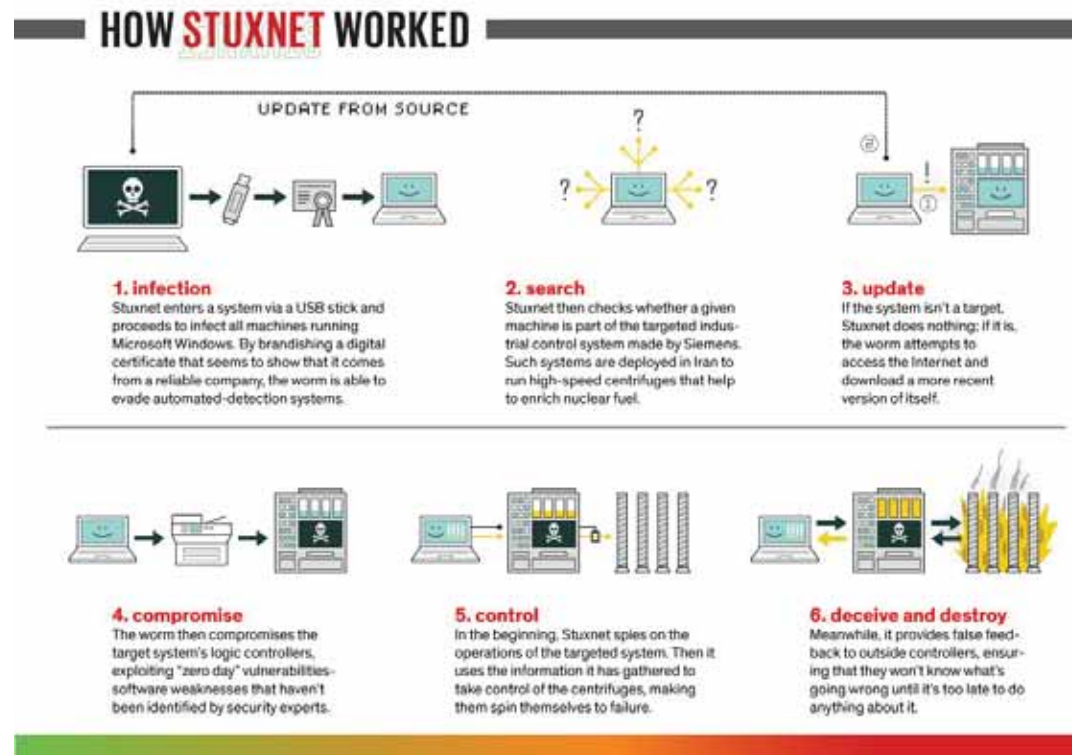 HOW STUXNET WORKED
UPDATE FROM SOURCE
?
?
?
!
2
1
1. infection
Stuxnet enters a system via a USB stick and
proceeds to infect all machines running
Microsoft Windows. By brandishing a digital
certificate that seems to show that it comes
from a reliable company, the worm is able to
evade automated-detection systems.
2. search
Stuxnet then checks whether a given
machine is part of the targeted indus-
trial control system made by Siemens.
Such systems are deployed in Iran to
run high-speed centrifuges that help
to enrich nuclear fuel.
3. update
If the system isn't a target,
Stuxnet does nothing; if it is,
the worm attempts to
access the Internet and
download a more recent
version of itself.
4. compromise
The worm then compromises the
target system's logic controllers,
exploiting "zero day" vulnerabilities-
software weaknesses that haven't
been identified by security experts.
5. control
In the beginning, Stuxnet spies on the
operations of the targeted system. Then it
uses the information it has gathered to
take control of the centrifuges, making
them spin themselves to failure.
6. deceive and destroy
Meanwhile, it provides false feed-
back to outside controllers, ensur-
ing that they won't know what's
going wrong until it's too late to do
anything about it.